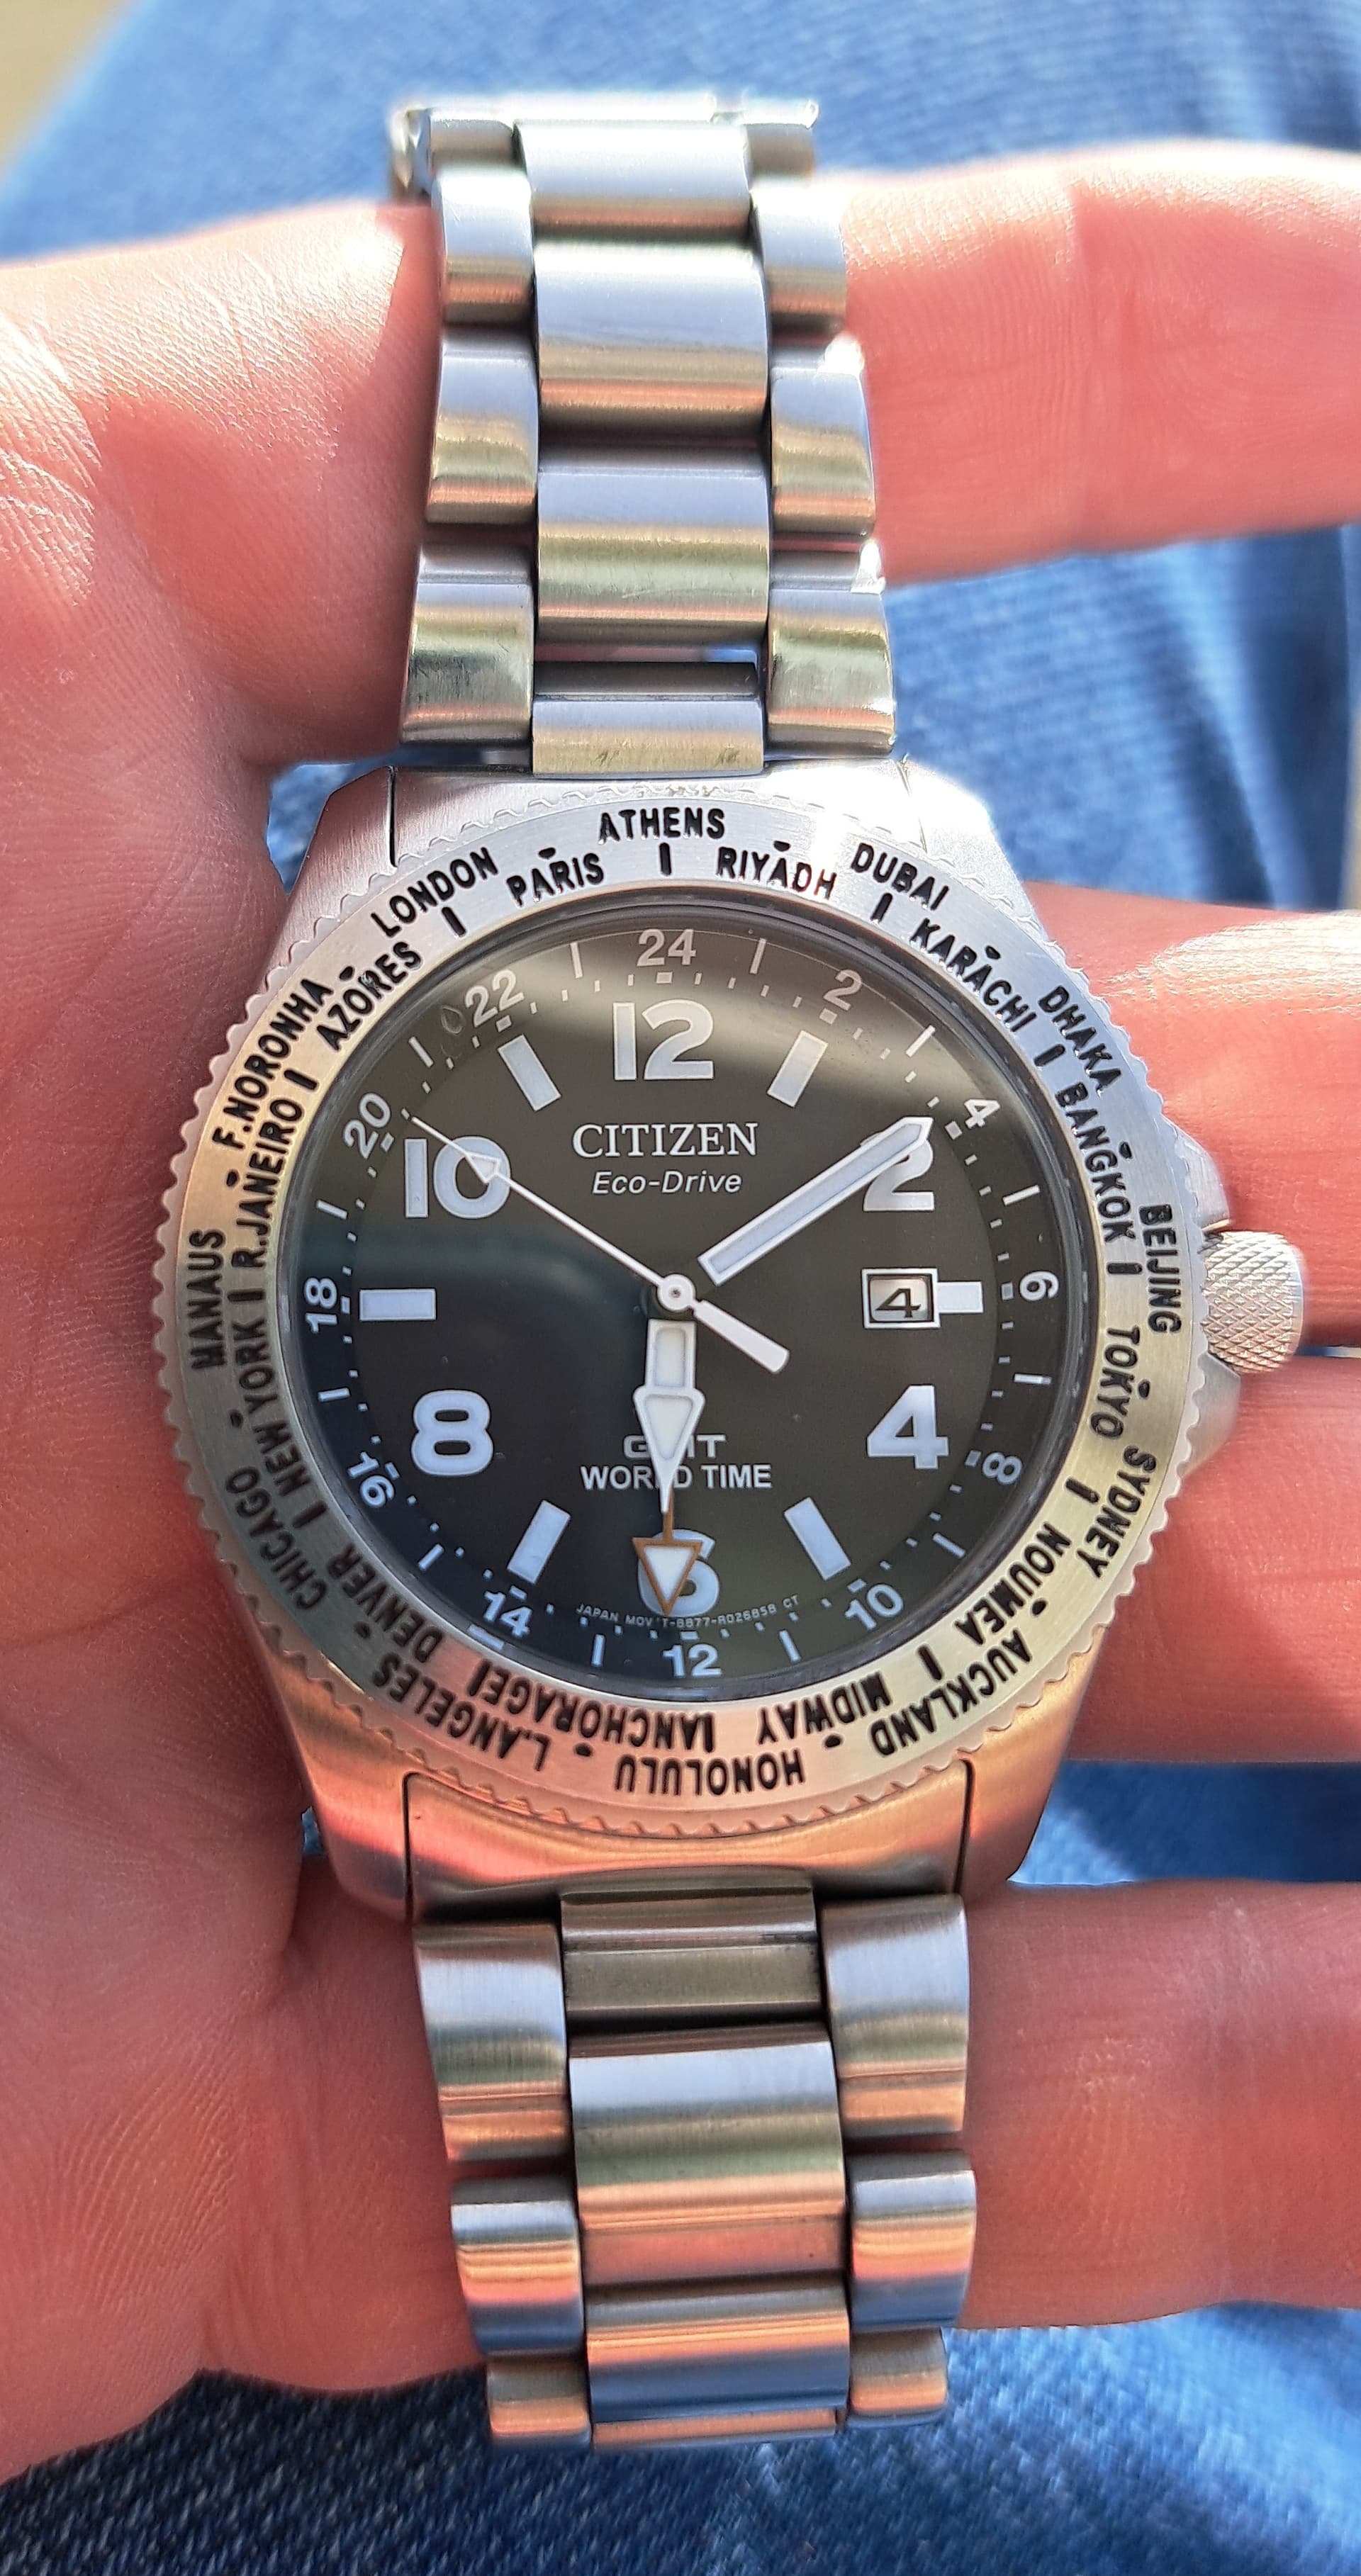 ATHENS
RIYADH
DUBAI
KARACHI
DHAKA
BANGKOK
BEIJING
TOKYO
SYDNEY
NOUMEA
AUCKLAND
MIDWAY
HONOLULU
ANCHORAGE
L.ANGELES
DENVER
CHICAGO
NEW YORK
MANAUS
R.JANEIRO
F.NORONHA
AZORES
LONDON
PARIS
24
2
4
6
8
10
12
14
16
18
20
22
12
2
4
6
8
10
CITIZEN
Eco-Drive
4
GMT
WORLD TIME
JAPAN MOV'T-B877-R026858 CT